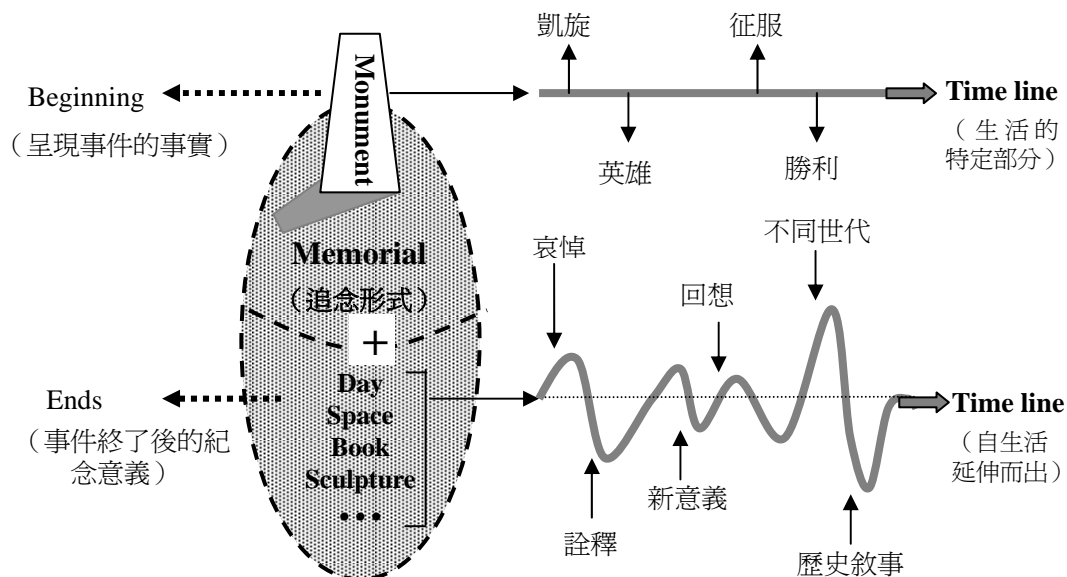 凱旋
征服
Monument
Beginning
（呈現事件的事實）
Time line
（生活的
特定部分）
英雄
勝利
Memorial
（追念形式）
+
Day
Space
Book
Sculpture
•••
Ends
（事件終了後的紀
念意義）
哀悼
不同世代
回想
Time line
（自生活
延伸而出）
新意義
詮釋
歷史敘事